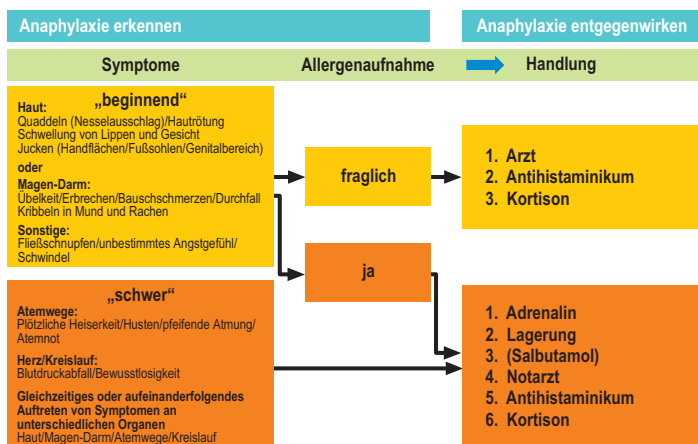 Anaphylaxie erkennen
Anaphylaxie entgegenwirken
Symptome
Allergenaufnahme
Handlung
„beginnend“
Haut:
Quaddeln (Nesselausschlag)/Hautrötung
Schwellung von Lippen und Gesicht
Jucken (Handflächen/Fußsohlen/Genitalbereich)
oder
Magen-Darm:
Übelkeit/Erbrechen/Bauschschmerzen/Durchfall
Kribbeln in Mund und Rachen
Sonstige:
Fließschnupfen/unbestimmtes Angstgefühl/
Schwindel
fraglich
1. Arzt
2. Antihistaminikum
3. Kortison
ja
„schwer“
Atemwege:
Plötzliche Heiserkeit/Husten/pfeifende Atmung/
Atemnot
Herz/Kreislauf:
Blutdruckabfall/Bewusstlosigkeit
Gleichzeitiges oder aufeinanderfolgendes
Auftreten von Symptomen an
unterschiedlichen Organen
Haut/Magen-Darm/Atemwege/Kreislauf
1. Adrenalin
2. Lagerung
3. (Salbutamol)
4. Notarzt
5. Antihistaminikum
6. Kortison